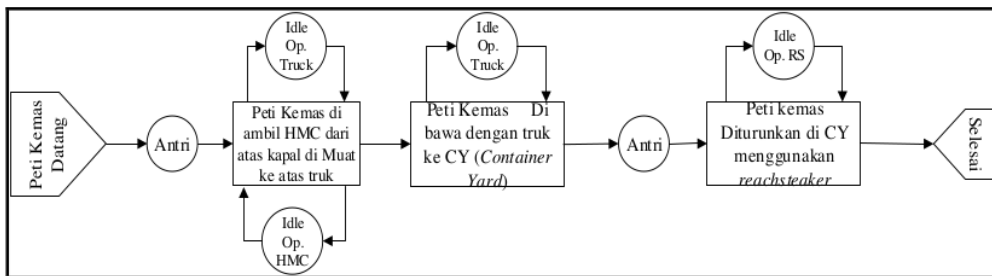 Peti Kemas
Datang
Antri
Idle
Op.
Truck
Peti Kemas di
ambil HMC dari
atas kapal di Muat
ke atas truk
Idle
Op.
HMC
Idle
Op.
Truck
Peti Kemas Di
bawa dengan truk
ke CY (Container
Yard)
Antri
Idle
Op. RS
Peti kemas
Diturunkan di CY
menggunakan
reachsteaker
Selesai